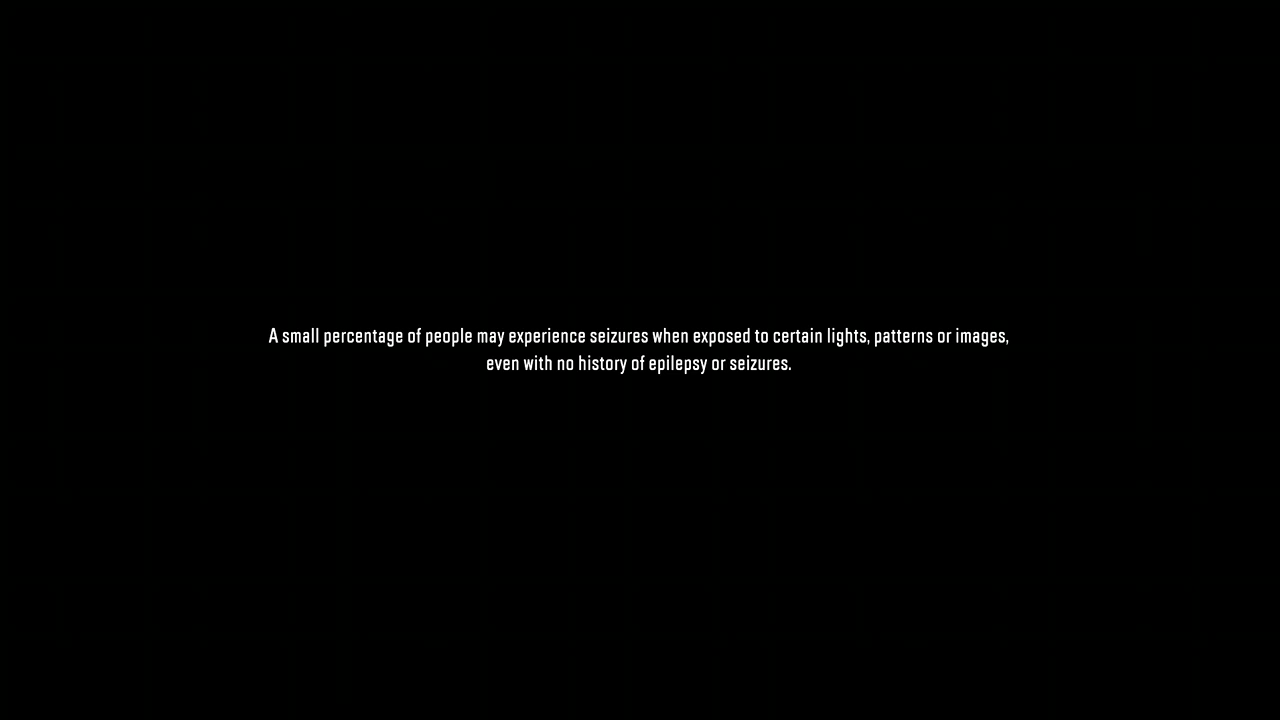 A small percentage of people may experience seizures when exposed to certain lights, patterns or images,
even with no history of epilepsy or seizures.